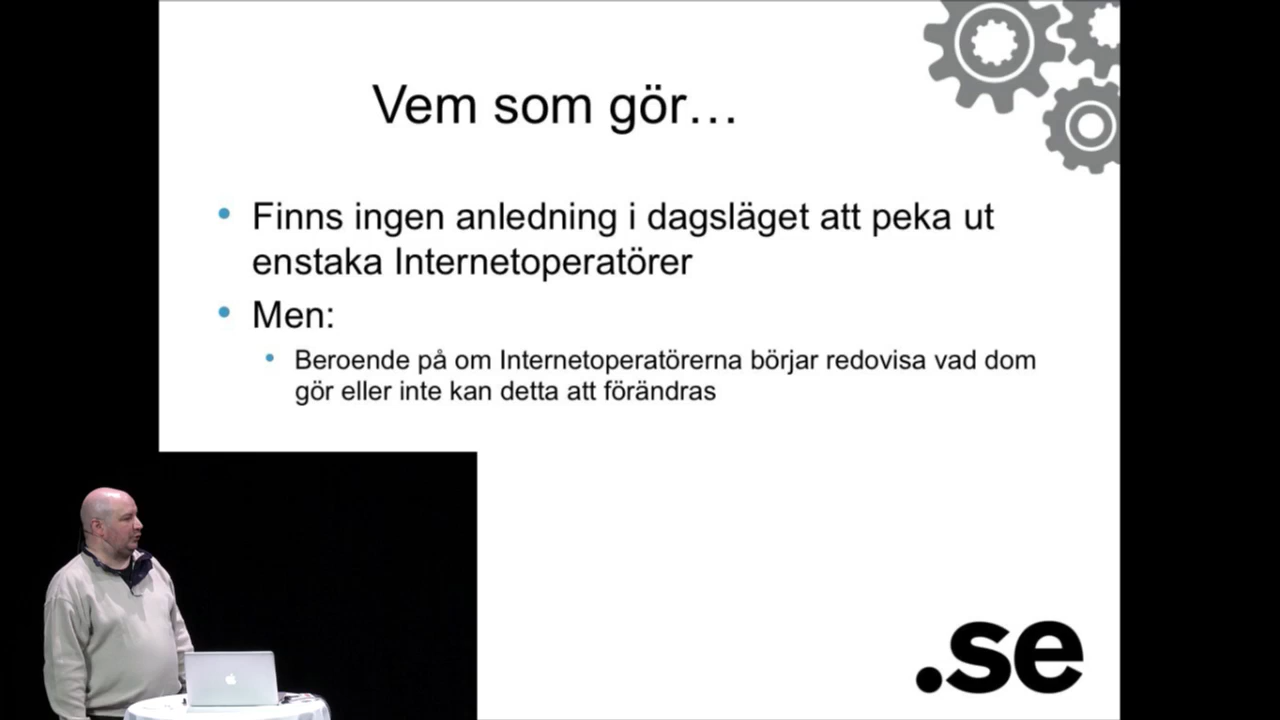 Vem som gör…
Finns ingen anledning i dagsläget att peka ut
enstaka Internetoperatörer
Men:
Beroende på om Internetoperatörerna börjar redovisa vad dom
gör eller inte kan detta att förändras
.se